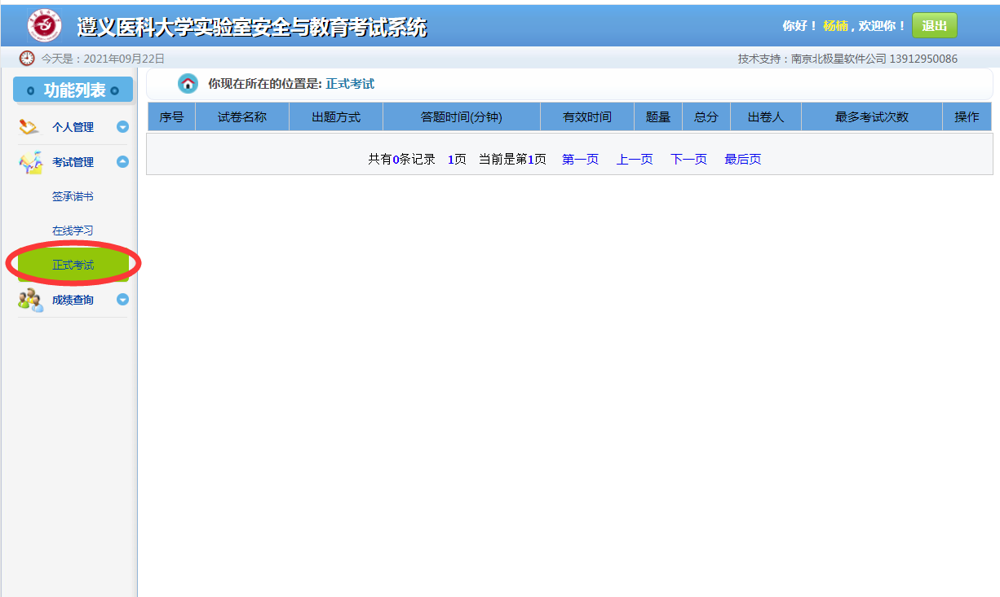 遵义医科大学实验室安全与教育考试系统
你好！ 杨楠，欢迎你！ 退出
今天是：2021年09月22日
技术支持：南京北极星软件公司 13912950086
功能列表
个人管理
考试管理
签承诺书
在线学习
正式考试
成绩查询
你现在所在的位置是: 正式考试
序号 试卷名称 出题方式 答题时间(分钟) 有效时间 题量 总分 出卷人 最多考试次数 操作
共有0条记录 1页 当前是第1页 第一页 上一页 下一页 最后页